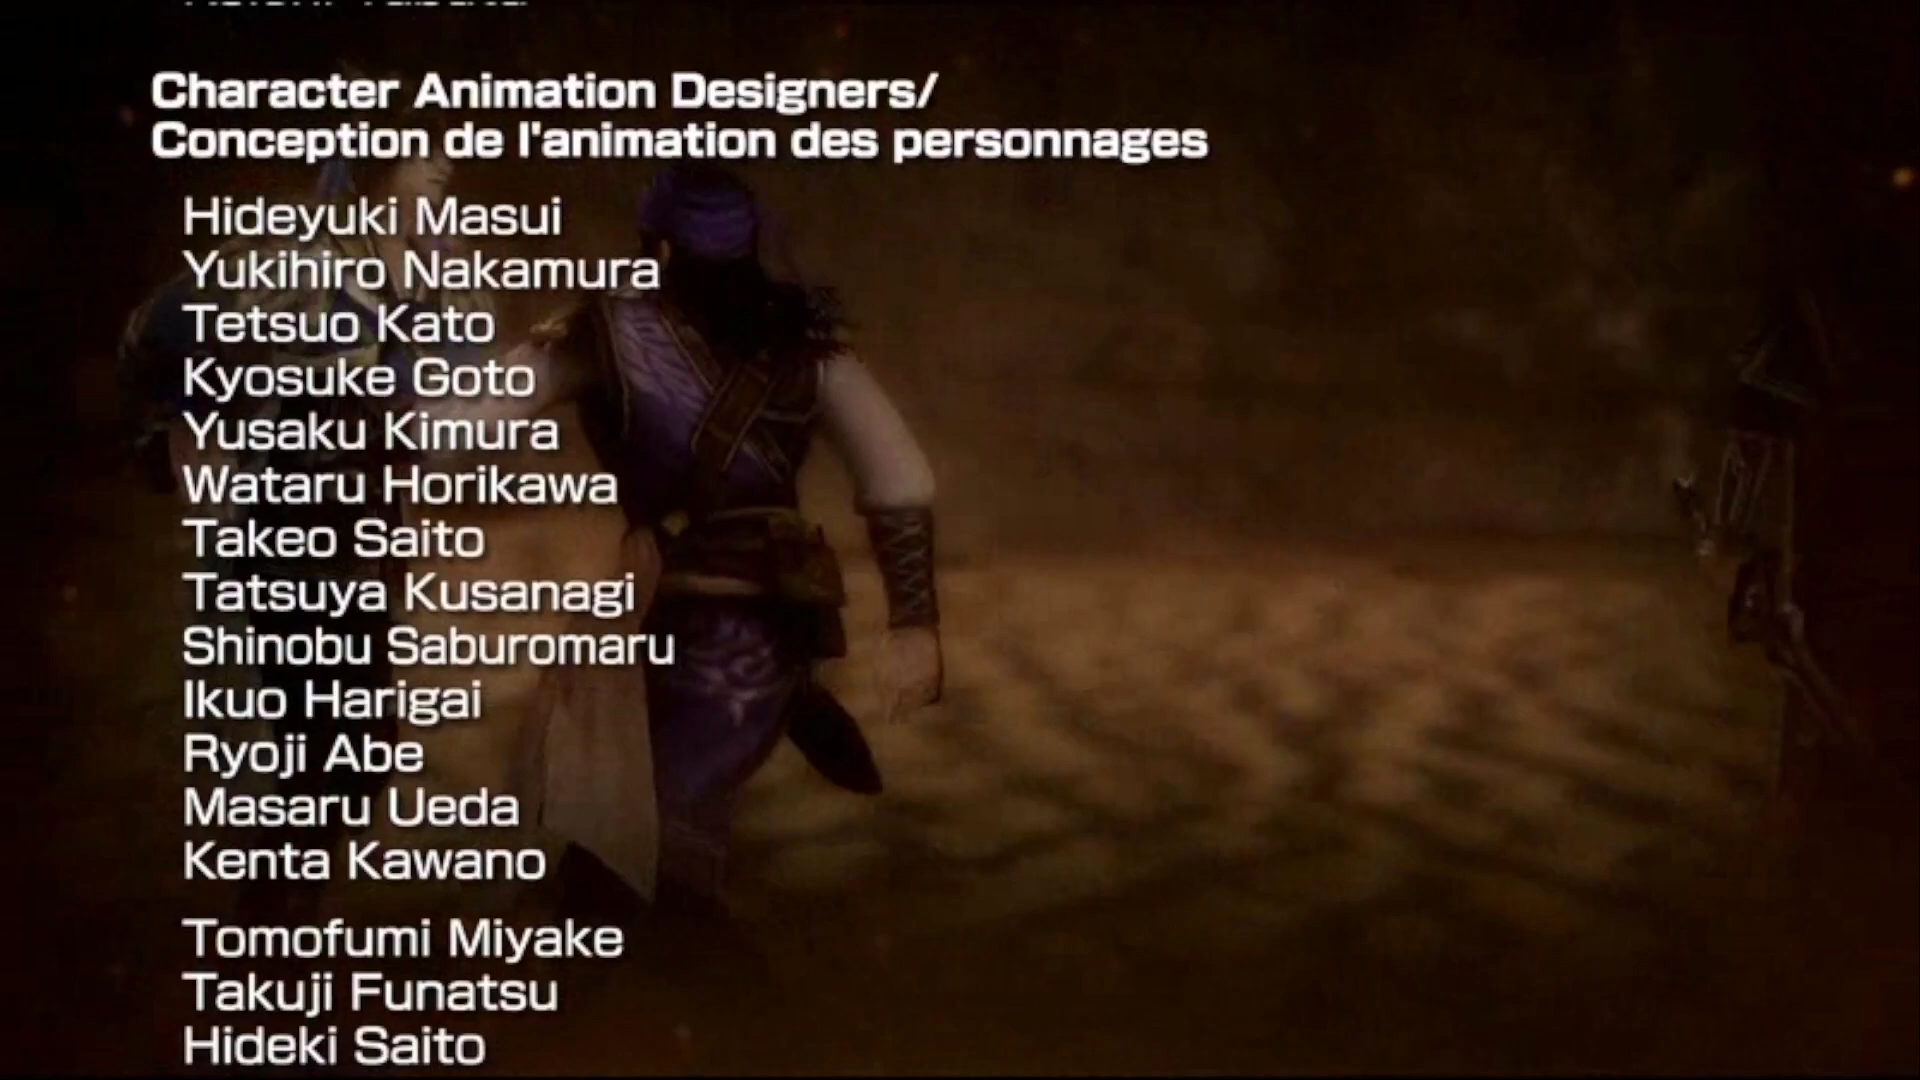 Character Animation Designers/
Conception de l'animation des personnages
Hideyuki Masui
Yukihiro Nakamura
Tetsuo Kato
Kyosuke Goto
Yusaku Kimura
Wataru Horikawa
Takeo Saito
Tatsuya Kusanagi
Shinobu Saburomaru
Ikuo Harigai
Ryoji Abe
Masaru Ueda
Kenta Kawano
Tomofumi Miyake
Takuji Funatsu
Hideki Saito